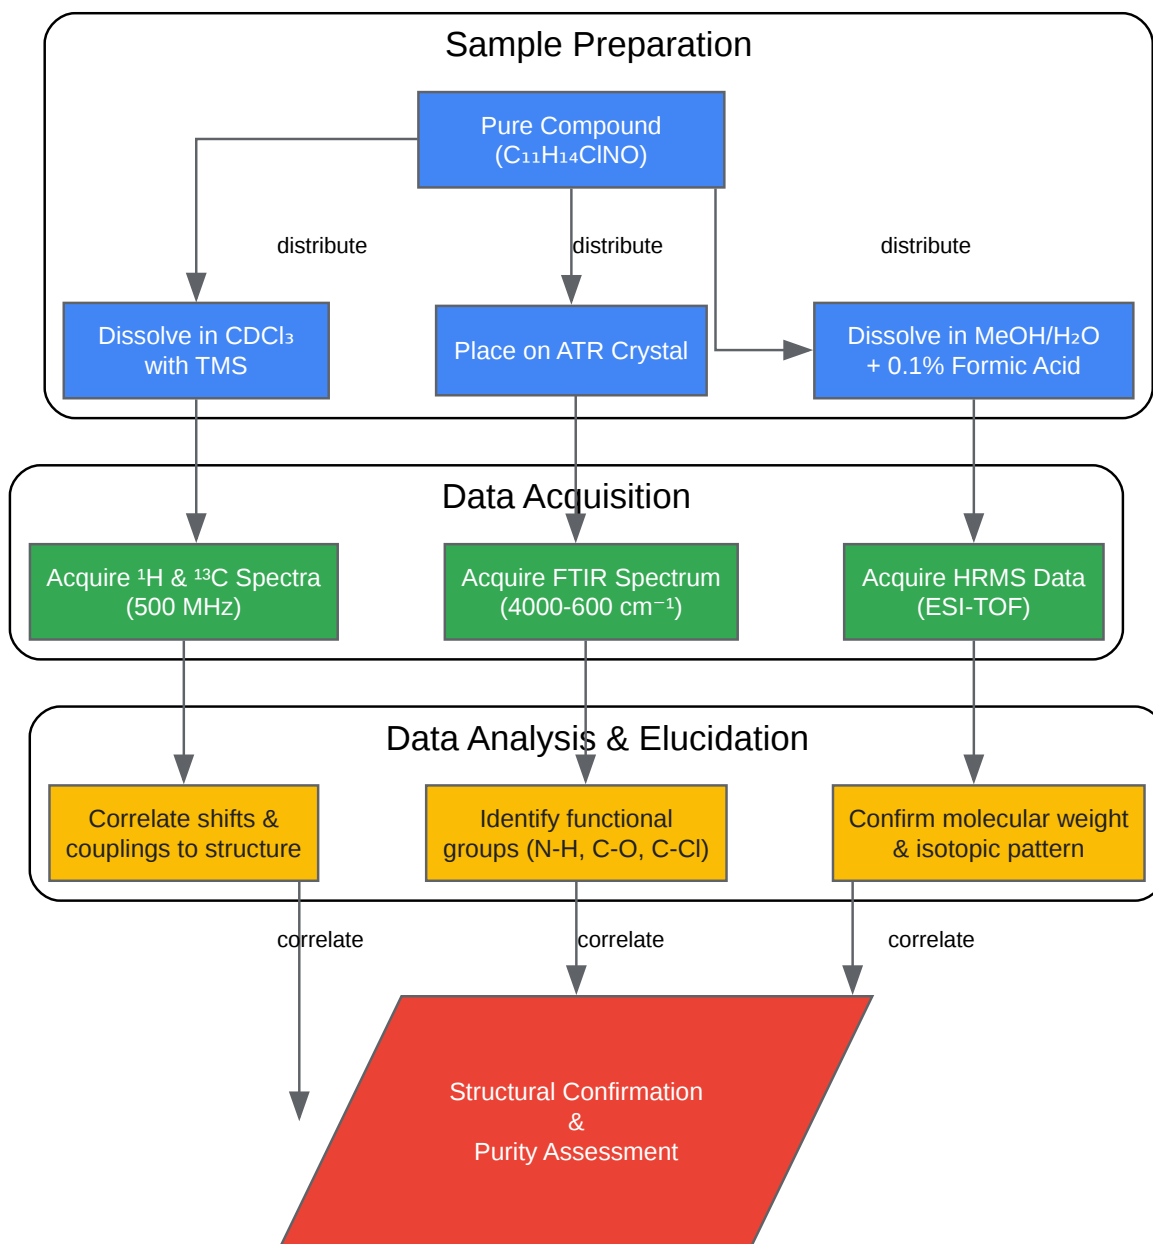 Sample Preparation
Pure Compound
(C₁₁H₁₄ClNO)
distribute
distribute
distribute
Dissolve in CDCl₃
with TMS
Place on ATR Crystal
Dissolve in MeOH/H₂O
+ 0.1% Formic Acid
Data Acquisition
Acquire ¹H & ¹³C Spectra
(500 MHz)
Acquire FTIR Spectrum
(4000-600 cm⁻¹)
Acquire HRMS Data
(ESI-TOF)
Data Analysis & Elucidation
Correlate shifts &
couplings to structure
Identify functional
groups (N-H, C-O, C-Cl)
Confirm molecular weight
& isotopic pattern
correlate
correlate
correlate
Structural Confirmation
&
Purity Assessment